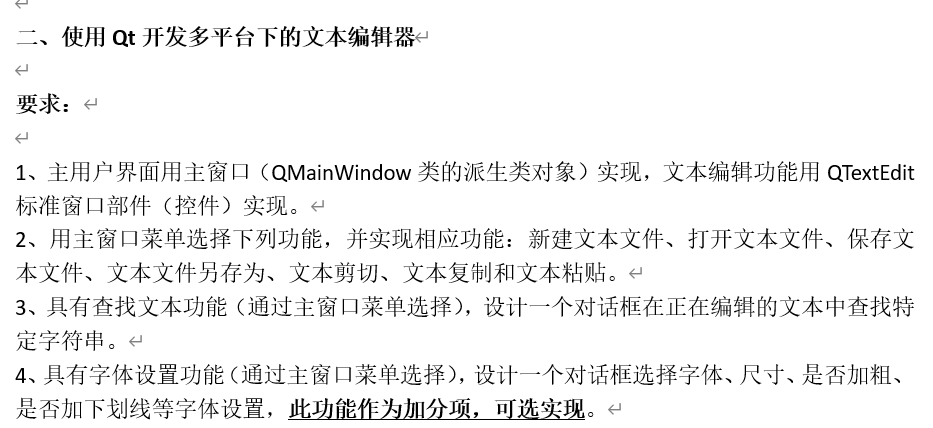 二、使用 Qt 开发多平台下的文本编辑器
要求：
1、主用户界面用主窗口（QMainWindow 类的派生类对象）实现，文本编辑功能用 QTextEdit
标准窗口部件（控件）实现。
2、用主窗口菜单选择下列功能，并实现相应功能：新建文本文件、打开文本文件、保存文
本文件、文本文件另存为、文本剪切、文本复制和文本粘贴。
3、具有查找文本功能（通过主窗口菜单选择），设计一个对话框在正在编辑的文本中查找特
定字符串。
4、具有字体设置功能（通过主窗口菜单选择），设计一个对话框选择字体、尺寸、是否加粗、
是否加下划线等字体设置，此功能作为加分项，可选实现。